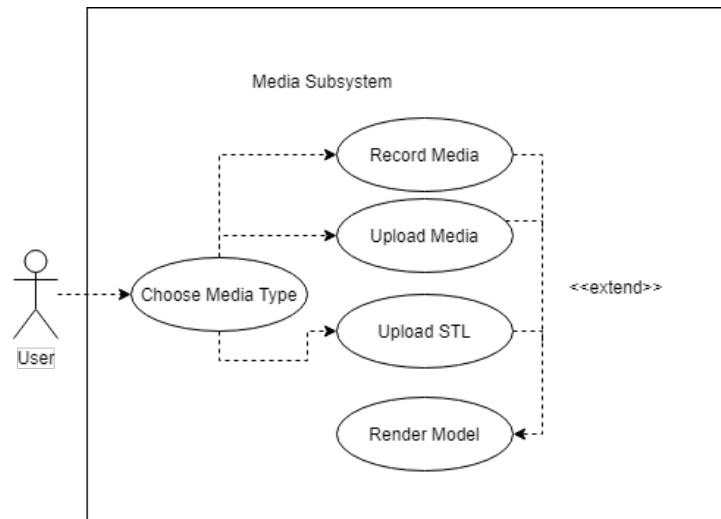 Media Subsystem
Record Media
Upload Media
Choose Media Type
<<extend>>
Upload STL
User
Render Model